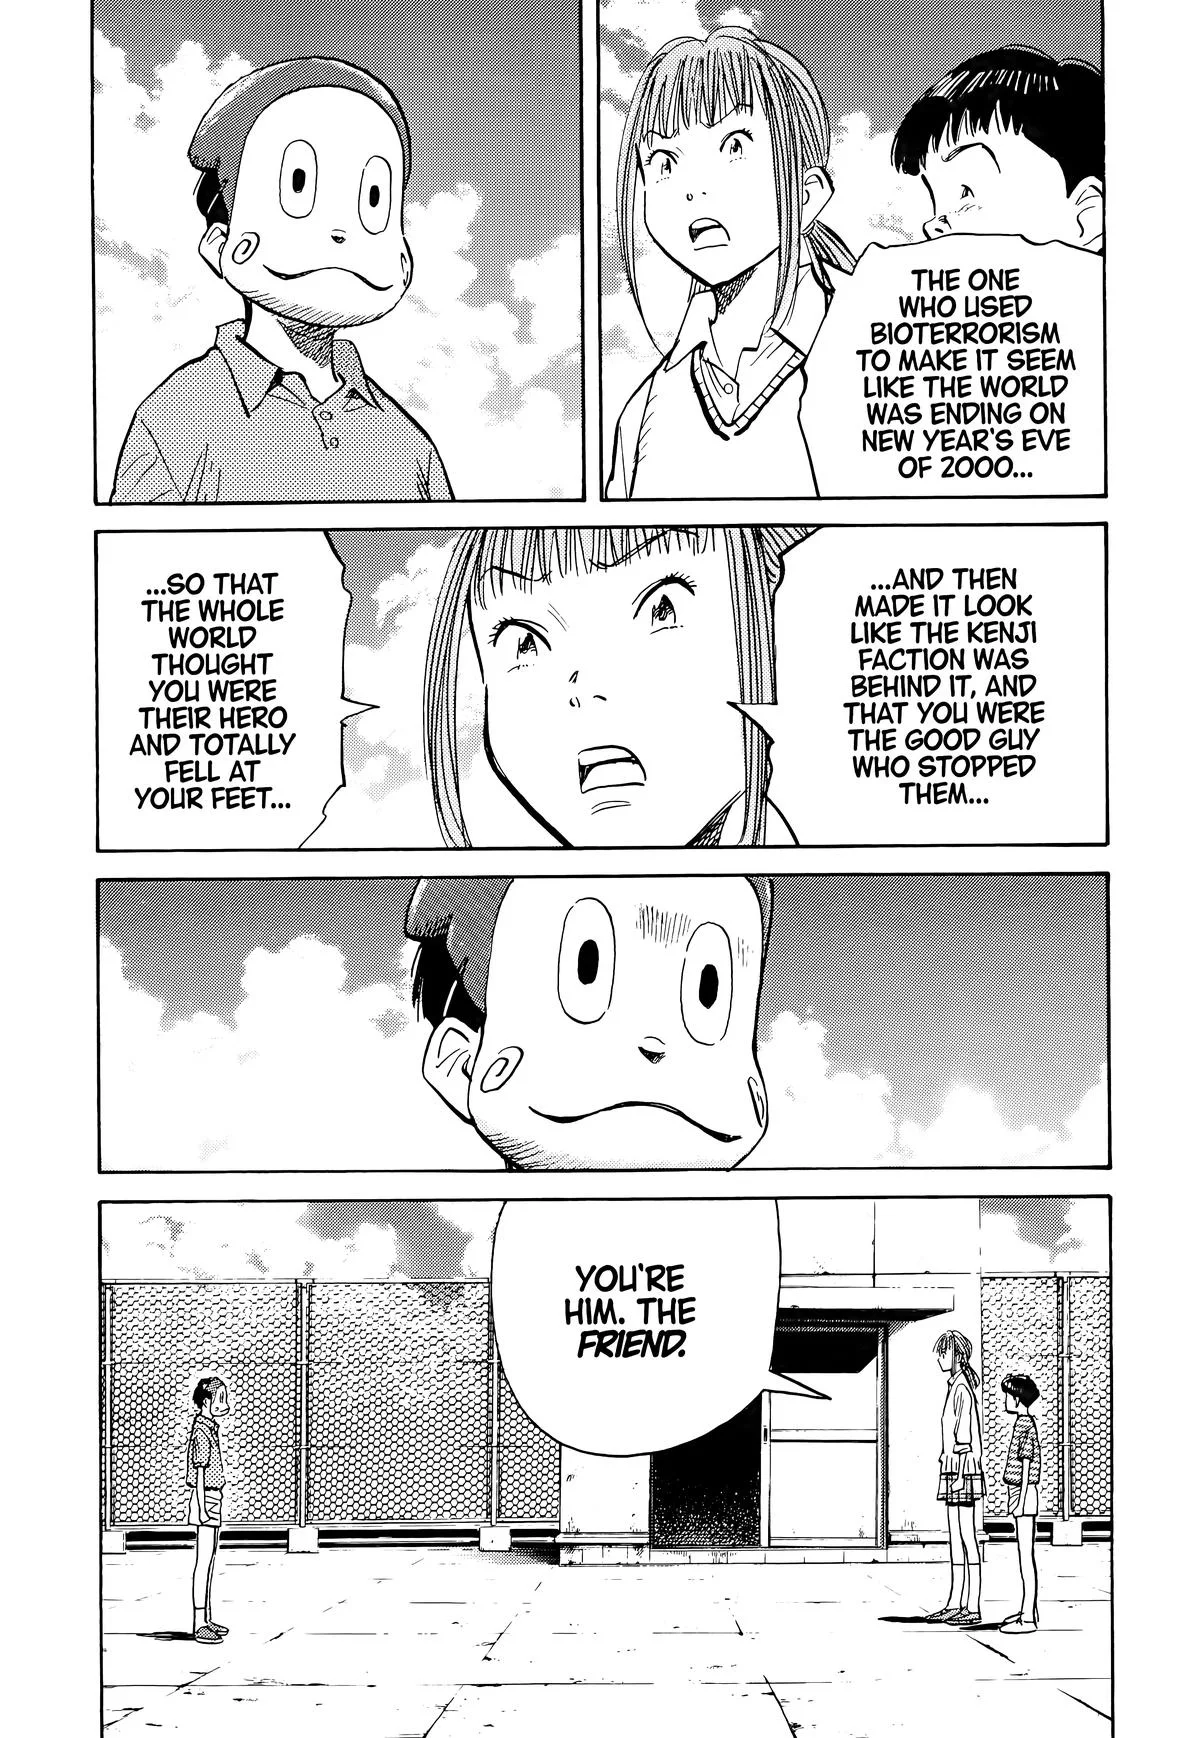 THE ONE
WHO USED
BIOTERRORISM
TO MAKE IT SEEM
LIKE THE WORLD
WAS ENDING ON
NEW YEAR'S EVE
OF 2000...
...AND THEN
MADE IT LOOK
LIKE THE KENJI
FACTION WAS
BEHIND IT, AND
THAT YOU WERE
THE GOOD GUY
WHO STOPPED
THEM...
...SO THAT
THE WHOLE
WORLD
THOUGHT
YOU WERE
THEIR HERO
AND TOTALLY
FELL AT
YOUR FEET...
YOU'RE
HIM. THE
FRIEND.